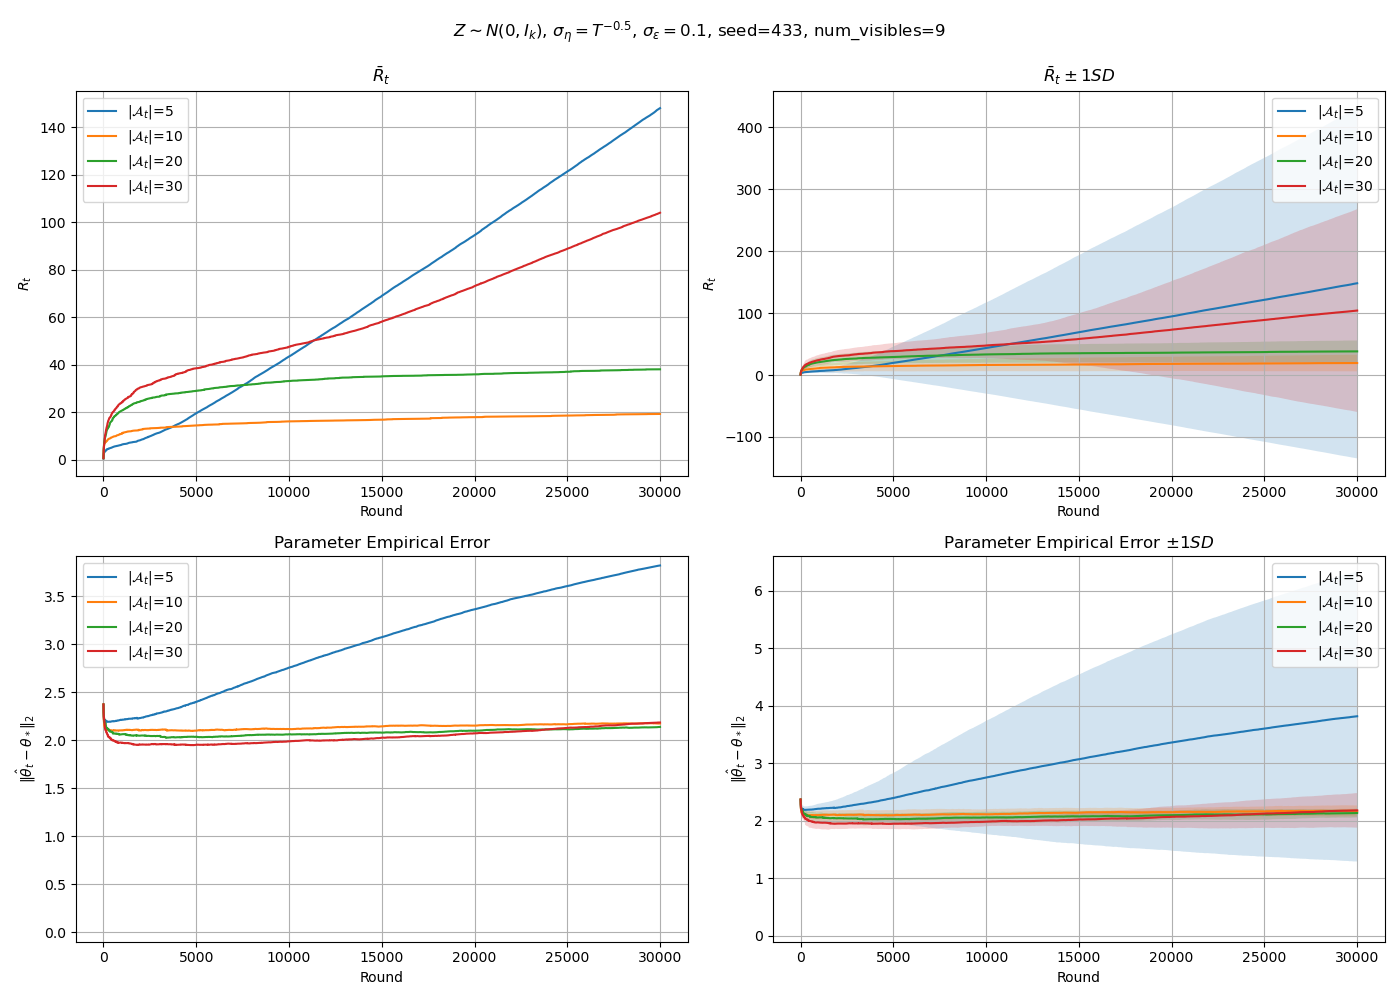 Z ∼ N(0, I_k), σ_η = T^{−0.5}, σ_ε = 0.1, seed=433, num_visibles=9
R̄_t
|𝒜_t|=5
|𝒜_t|=10
|𝒜_t|=20
|𝒜_t|=30
R_t
140
120
100
80
60
40
20
0
0 5000 10000 15000 20000 25000 30000
Round
R̄_t ± 1SD
|𝒜_t|=5
|𝒜_t|=10
|𝒜_t|=20
|𝒜_t|=30
R_t
400
300
200
100
0
−100
0 5000 10000 15000 20000 25000 30000
Round
Parameter Empirical Error
|𝒜_t|=5
|𝒜_t|=10
|𝒜_t|=20
|𝒜_t|=30
‖θ̂_t − θ_*‖_2
3.5
3.0
2.5
2.0
1.5
1.0
0.5
0.0
0 5000 10000 15000 20000 25000 30000
Round
Parameter Empirical Error ±1SD
|𝒜_t|=5
|𝒜_t|=10
|𝒜_t|=20
|𝒜_t|=30
‖θ̂_t − θ_*‖_2
6
5
4
3
2
1
0
0 5000 10000 15000 20000 25000 30000
Round